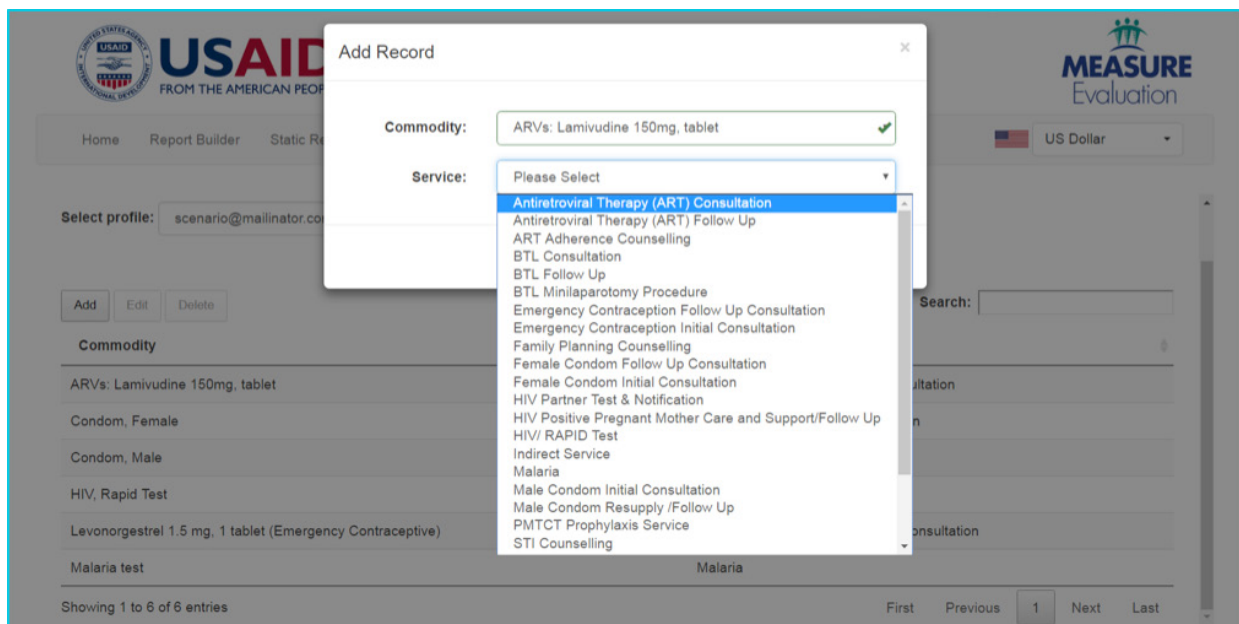 UNITED STATES AGENCY
USAID
INTERNATIONAL DEVELOPMENT
USAID
FROM THE AMERICAN PEOP
MEASURE
Evaluation
Home Report Builder Static Re
US Dollar
Add Record ×
Commodity: ARVs: Lamivudine 150mg, tablet
Service: Please Select
Antiretroviral Therapy (ART) Consultation
Antiretroviral Therapy (ART) Follow Up
ART Adherence Counselling
BTL Consultation
BTL Follow Up
BTL Minilaparotomy Procedure
Emergency Contraception Follow Up Consultation
Emergency Contraception Initial Consultation
Family Planning Counselling
Female Condom Follow Up Consultation
Female Condom Initial Consultation
HIV Partner Test & Notification
HIV Positive Pregnant Mother Care and Support/Follow Up
HIV/ RAPID Test
Indirect Service
Malaria
Male Condom Initial Consultation
Male Condom Resupply /Follow Up
PMTCT Prophylaxis Service
STI Counselling
Select profile: scenario@mailinator.co
Add Edit Delete
Search:
Commodity
ARVs: Lamivudine 150mg, tablet ultation
Condom, Female n
Condom, Male
HIV, Rapid Test
Levonorgestrel 1.5 mg, 1 tablet (Emergency Contraceptive) onsultation
Malaria test Malaria
Showing 1 to 6 of 6 entries
First Previous 1 Next Last